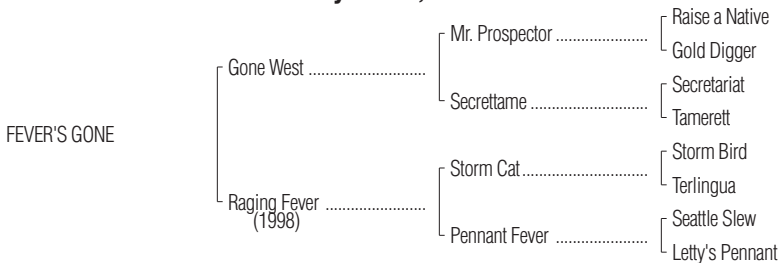 Raise a Native
Mr. Prospector ........................
Gold Digger
Gone West ..............................
Secretariat
Secrettame ..............................
Tamerett
FEVER'S GONE
Storm Bird
Storm Cat................................
Terlingua
Raging Fever ..........................
(1998)
Seattle Slew
Pennant Fever ........................
Letty's Pennant